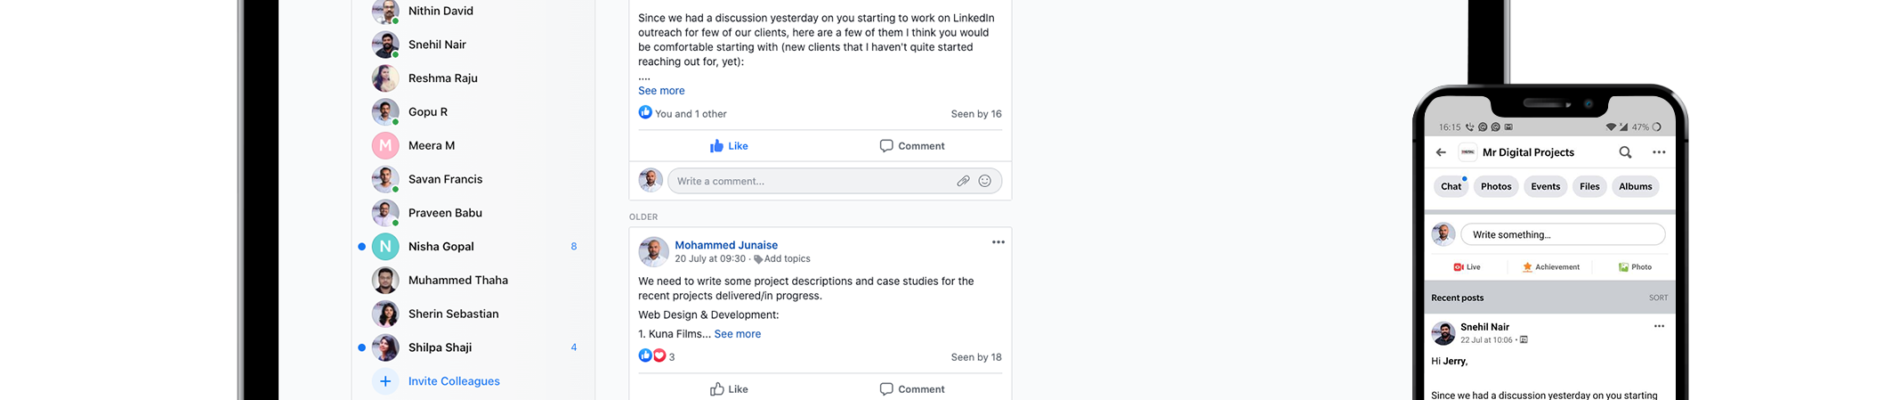 Nithin David
Snehil Nair
Reshma Raju
Gopu R
M
Meera M
Savan Francis
Praveen Babu
N
Nisha Gopal
8
Muhammed Thaha
Sherin Sebastian
Shilpa Shaji
4
+ Invite Colleagues
Since we had a discussion yesterday on you starting to work on LinkedIn
outreach for few of our clients, here are a few of them I think you would
be comfortable starting with (new clients that I haven't quite started
reaching out for, yet):
....
See more
You and 1 other
Seen by 16
Like
Comment
Write a comment...
OLDER
Mohammed Junaise
20 July at 09:30 · Add topics
We need to write some project descriptions and case studies for the
recent projects delivered/in progress.
Web Design & Development:
1. Kuna Films... See more
3
Seen by 18
Like
Comment
16:15
47%
Mr Digital Projects
Chat
Photos
Events
Files
Albums
Write something...
Live
Achievement
Photo
Recent posts
SORT
Snehil Nair
22 Jul at 10:06 •
Hi Jerry,
Since we had a discussion yesterday on you starting